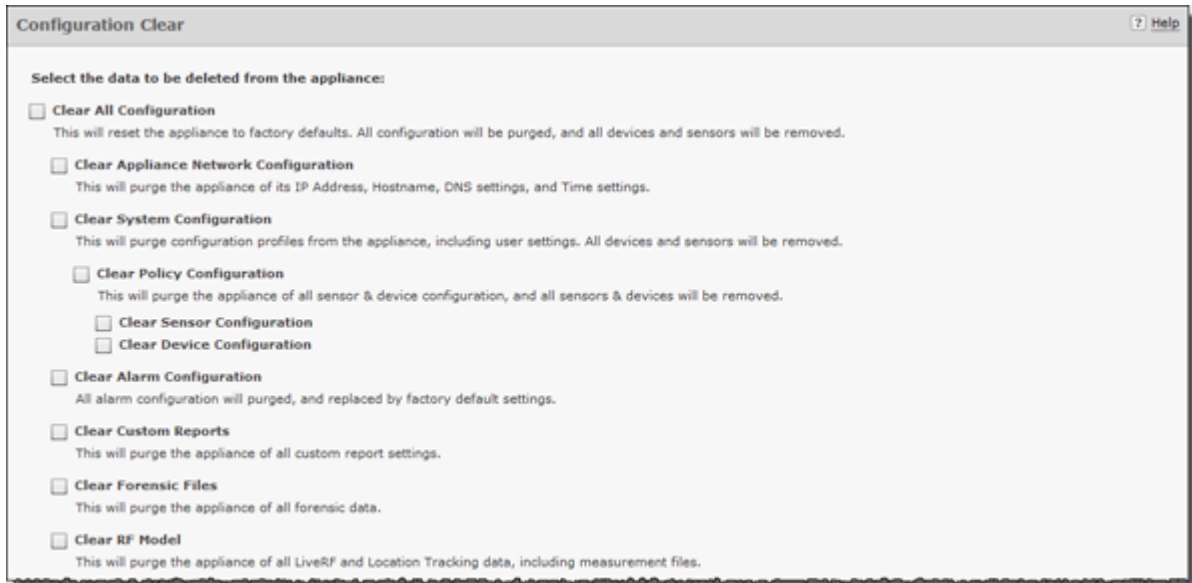 Configuration Clear
? Help
Select the data to be deleted from the appliance:
Clear All Configuration
This will reset the appliance to factory defaults. All configuration will be purged, and all devices and sensors will be removed.
Clear Appliance Network Configuration
This will purge the appliance of its IP Address, Hostname, DNS settings, and Time settings.
Clear System Configuration
This will purge configuration profiles from the appliance, including user settings. All devices and sensors will be removed.
Clear Policy Configuration
This will purge the appliance of all sensor & device configuration, and all sensors & devices will be removed.
Clear Sensor Configuration
Clear Device Configuration
Clear Alarm Configuration
All alarm configuration will purged, and replaced by factory default settings.
Clear Custom Reports
This will purge the appliance of all custom report settings.
Clear Forensic Files
This will purge the appliance of all forensic data.
Clear RF Model
This will purge the appliance of all LiveRF and Location Tracking data, including measurement files.